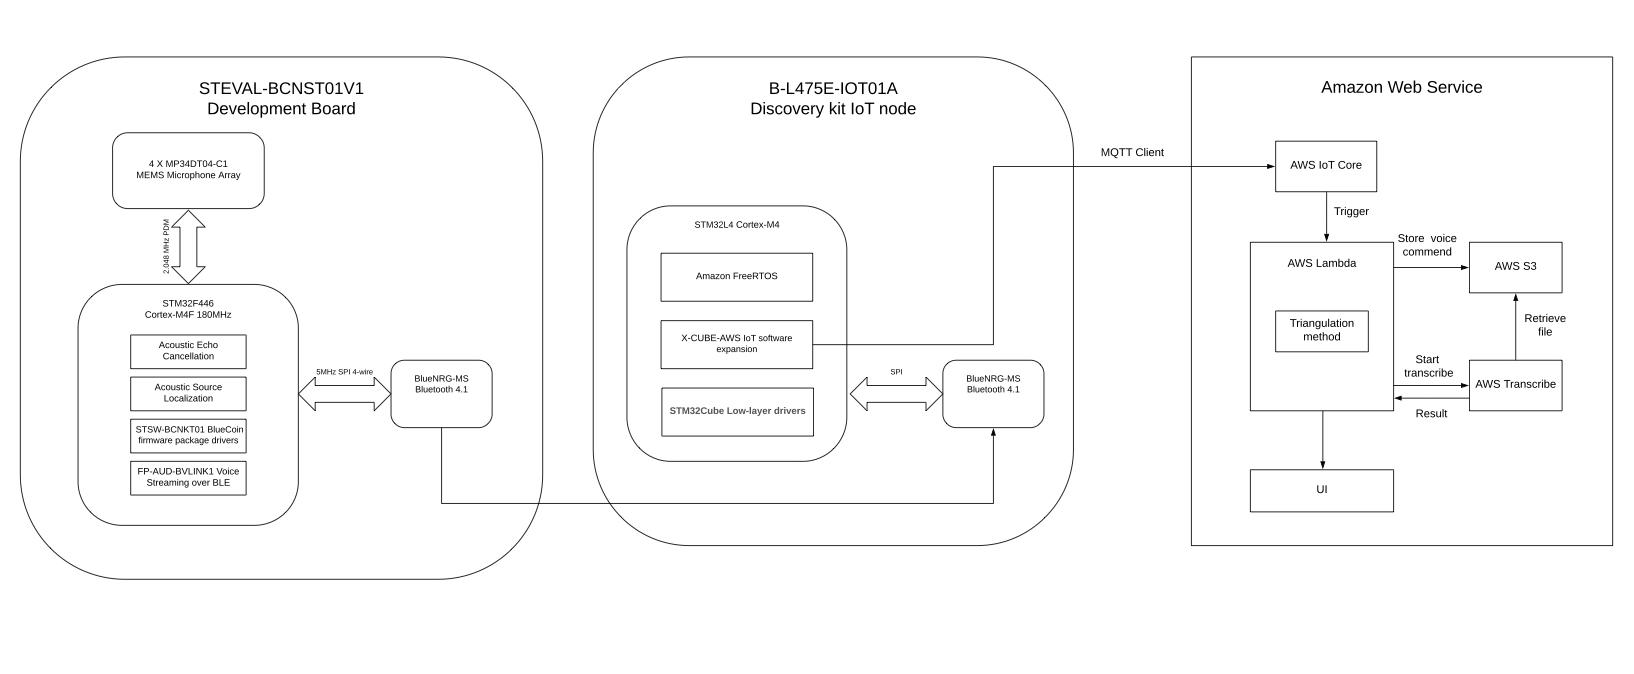 STEVAL-BCNST01V1
Development Board
4 X MP34DT04-C1
MEMS Microphone Array
2.048 MHz PDM
STM32F446
Cortex-M4F 180MHz
Acoustic Echo
Cancellation
Acoustic Source
Localization
STSW-BCNKT01 BlueCoin
firmware package drivers
FP-AUD-BVLINK1 Voice
Streaming over BLE
5MHz SPI 4-wire
BlueNRG-MS
Bluetooth 4.1
B-L475E-IOT01A
Discovery kit IoT node
STM32L4 Cortex-M4
Amazon FreeRTOS
X-CUBE-AWS IoT software
expansion
STM32Cube Low-layer drivers
SPI
BlueNRG-MS
Bluetooth 4.1
MQTT Client
Amazon Web Service
AWS IoT Core
Trigger
AWS Lambda
Triangulation
method
Store  voice
commend
AWS S3
Retrieve
file
Start
transcribe
AWS Transcribe
Result
UI